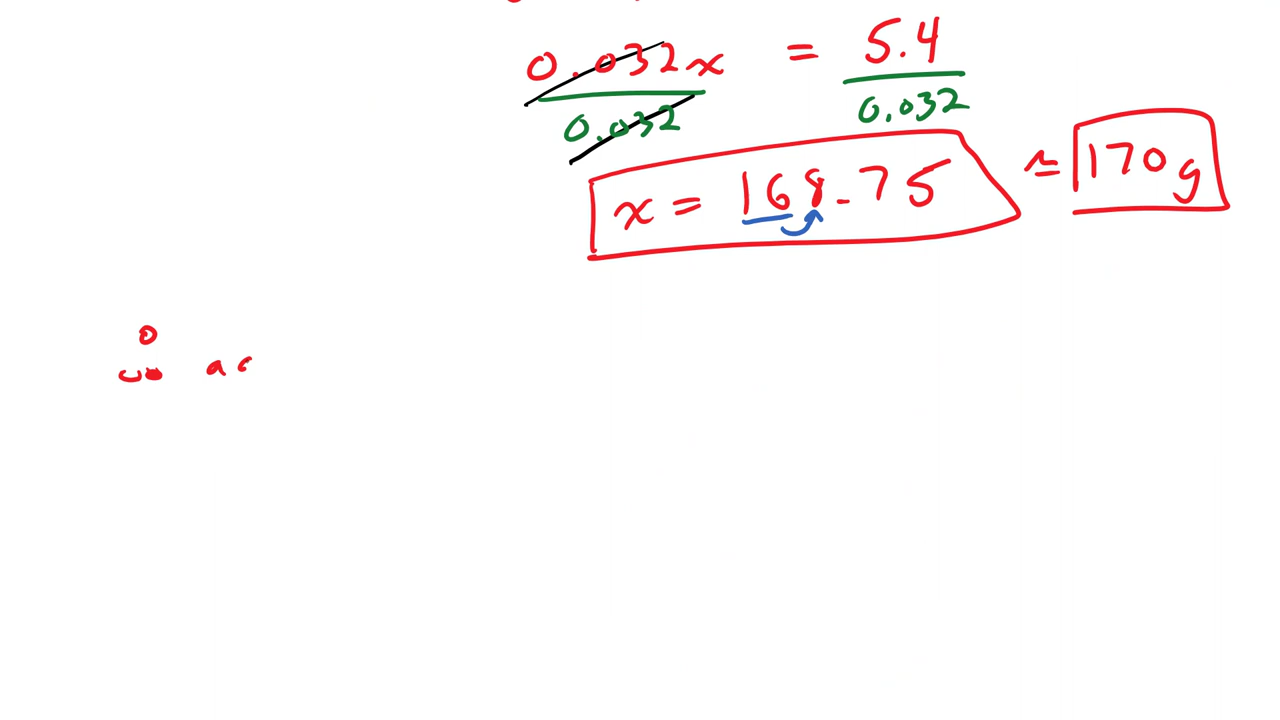 0.032x = 5.4
0.032 0.032
x = 168.75 ≈ 170g